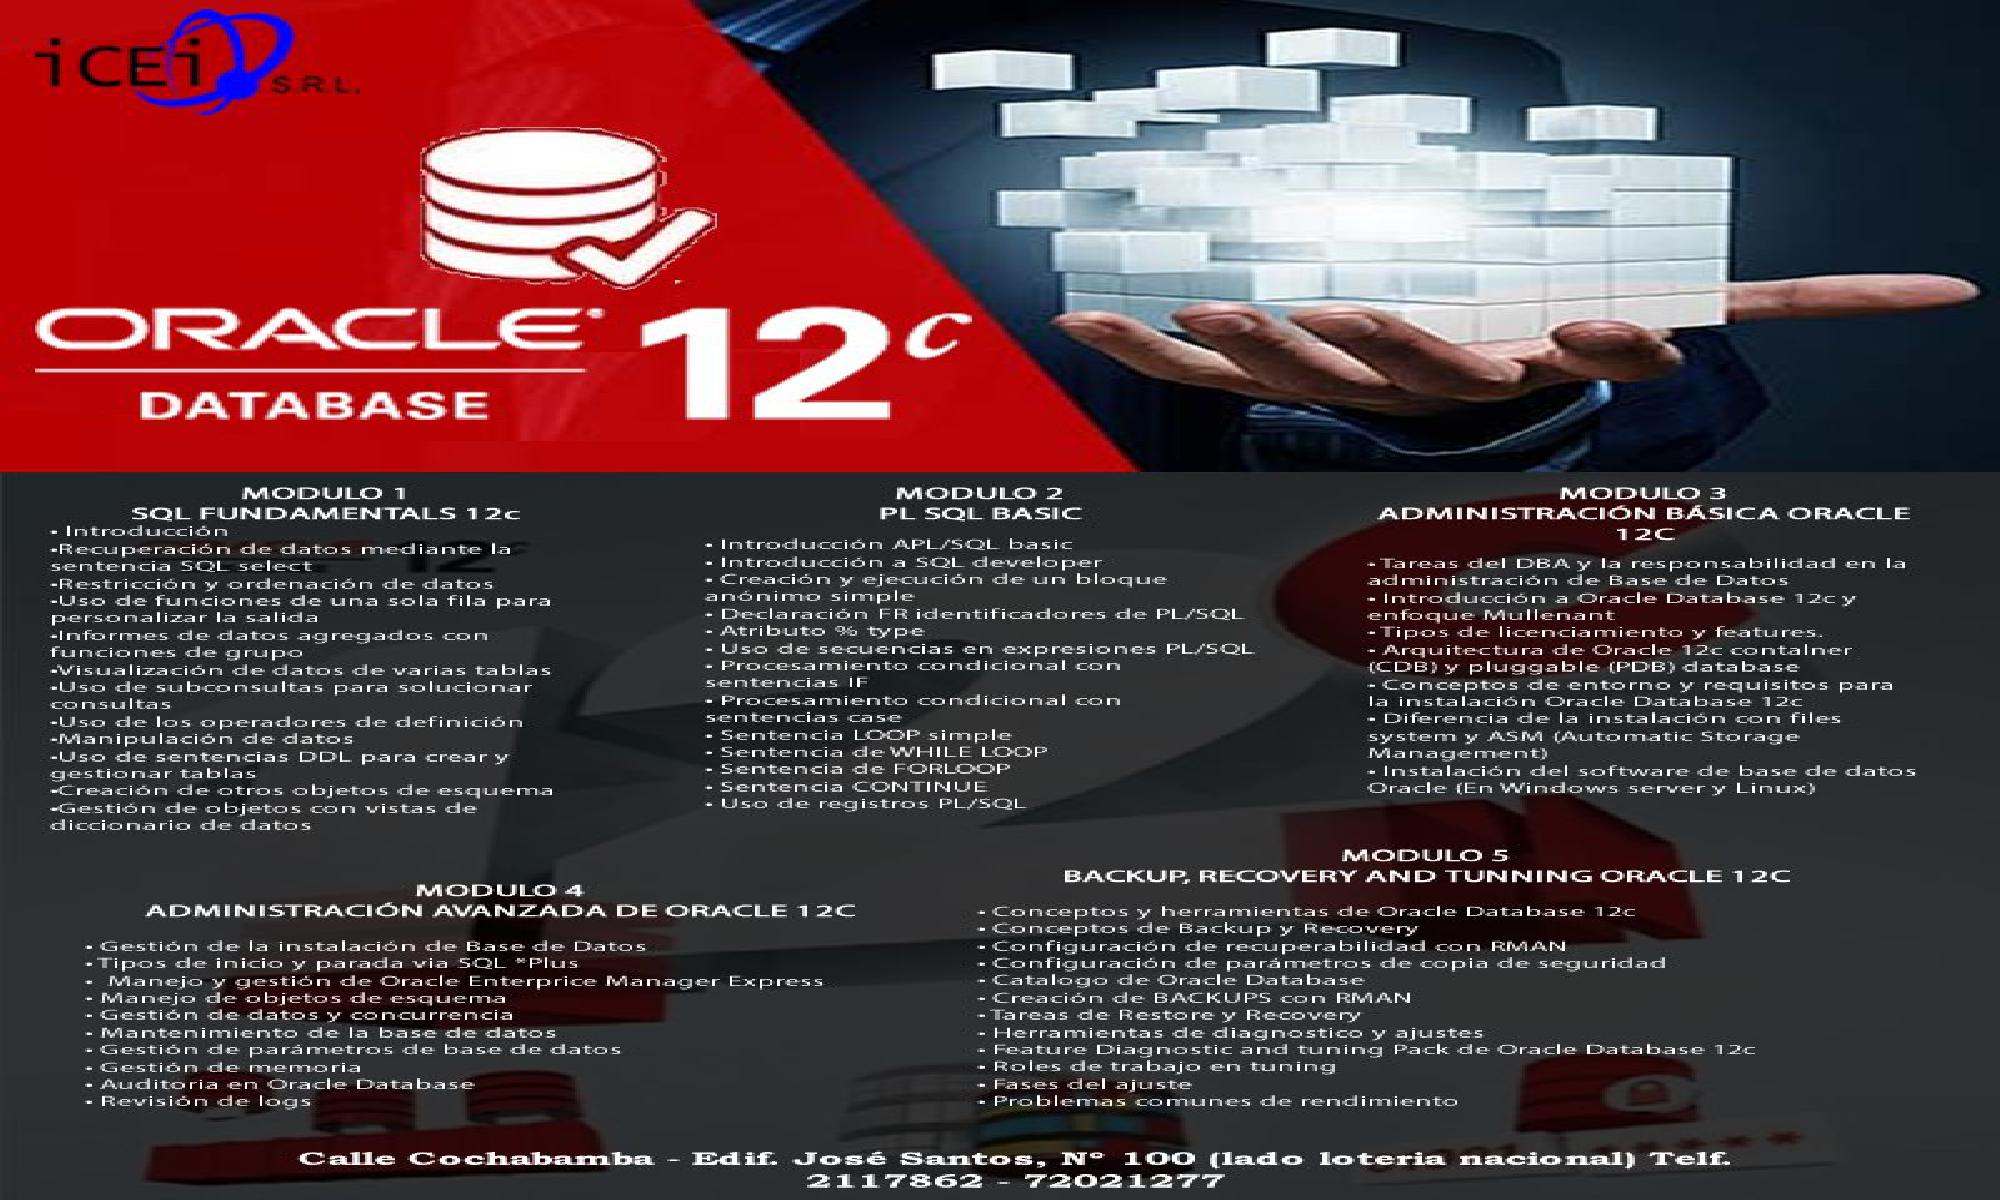 iCEi S.R.L.
ORACLE 12c
DATABASE
MODULO 1
SQL FUNDAMENTALS 12c
• Introducción
•Recuperación de datos mediante la
sentencia SQL select
•Restricción y ordenación de datos
•Uso de funciones de una sola fila para
personalizar la salida
•Informes de datos agregados con
funciones de grupo
•Visualización de datos de varias tablas
•Uso de subconsultas para solucionar
consultas
•Uso de los operadores de definición
•Manipulación de datos
•Uso de sentencias DDL para crear y
gestionar tablas
•Creación de otros objetos de esquema
•Gestión de objetos con vistas de
diccionario de datos
MODULO 2
PL SQL BASIC
• Introducción APL/SQL basic
• Introducción a SQL developer
• Creación y ejecución de un bloque
anónimo simple
• Declaración FR identificadores de PL/SQL
• Atributo % type
• Uso de secuencias en expresiones PL/SQL
• Procesamiento condicional con
sentencias IF
• Procesamiento condicional con
sentencias case
• Sentencia LOOP simple
• Sentencia de WHILE LOOP
• Sentencia de FORLOOP
• Sentencia CONTINUE
• Uso de registros PL/SQL
MODULO 3
ADMINISTRACIÓN BÁSICA ORACLE
12C
• Tareas del DBA y la responsabilidad en la
administración de Base de Datos
• Introducción a Oracle Database 12c y
enfoque Mullenant
• Tipos de licenciamiento y features.
• Arquitectura de Oracle 12c contalner
(CDB) y pluggable (PDB) database
• Conceptos de entorno y requisitos para
la instalación Oracle Database 12c
• Diferencia de la instalación con files
system y ASM (Automatic Storage
Management)
• Instalación del software de base de datos
Oracle (En Windows server y Linux)
MODULO 4
ADMINISTRACIÓN AVANZADA DE ORACLE 12C
• Gestión de la instalación de Base de Datos
• Tipos de inicio y parada via SQL *Plus
• Manejo y gestión de Oracle Enterprice Manager Express
• Manejo de objetos de esquema
• Gestión de datos y concurrencia
• Mantenimiento de la base de datos
• Gestión de parámetros de base de datos
• Gestión de memoria
• Auditoria en Oracle Database
• Revisión de logs
MODULO 5
BACKUP, RECOVERY AND TUNNING ORACLE 12C
• Conceptos y herramientas de Oracle Database 12c
• Conceptos de Backup y Recovery
• Configuración de recuperabilidad con RMAN
• Configuración de parámetros de copia de seguridad
• Catalogo de Oracle Database
• Creación de BACKUPS con RMAN
• Tareas de Restore y Recovery
• Herramientas de diagnostico y ajustes
• Feature Diagnostic and tuning Pack de Oracle Database 12c
• Roles de trabajo en tuning
• Fases del ajuste
• Problemas comunes de rendimiento
Calle Cochabamba - Edif. José Santos, N° 100 (lado loteria nacional) Telf.
2117862 - 72021277